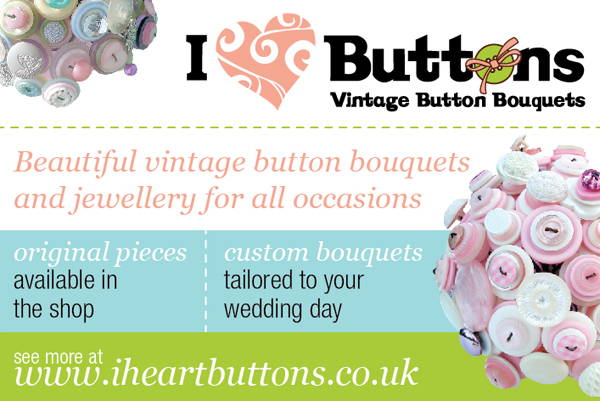 I Buttons
Vintage Button Bouquets
Beautiful vintage button bouquets
and jewellery for all occasions
original pieces
available in
the shop
custom bouquets
tailored to your
wedding day
see more at
www.iheartbuttons.co.uk